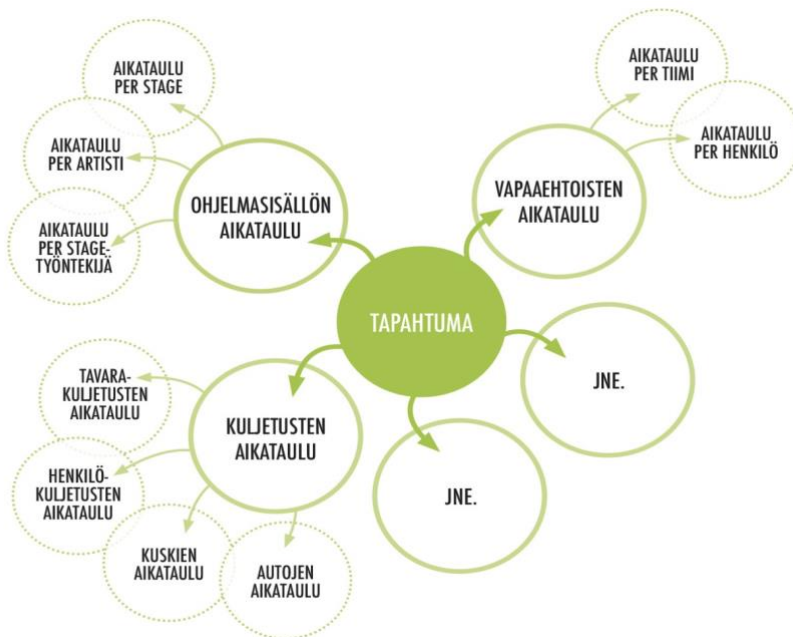 AIKATAULU
PER STAGE
AIKATAULU
PER ARTISTI
AIKATAULU
PER STAGE-
TYÖNTEKIJÄ
OHJELMASISÄLLÖN
AIKATAULU
AIKATAULU
PER TIIMI
AIKATAULU
PER HENKILÖ
VAPAAEHTOISTEN
AIKATAULU
TAPAHTUMA
JNE.
JNE.
KULJETUSTEN
AIKATAULU
TAVARA-
KULJETUSTEN
AIKATAULU
HENKILÖ-
KULJETUSTEN
AIKATAULU
KUSKIEN
AIKATAULU
AUTOJEN
AIKATAULU